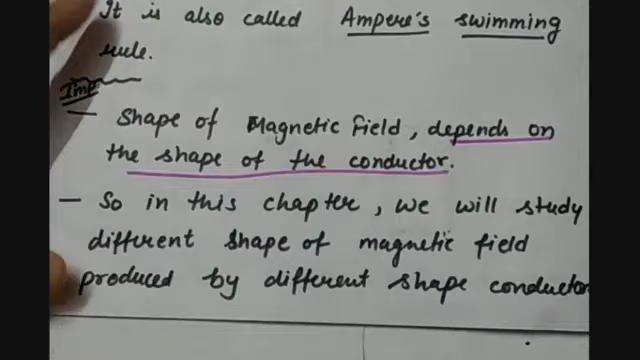 It is also called Ampere's swimming
rule.
Imp
— Shape of Magnetic Field, depends on
the shape of the conductor.
— So in this chapter, we will study
different shape of magnetic field
produced by different shape conductor